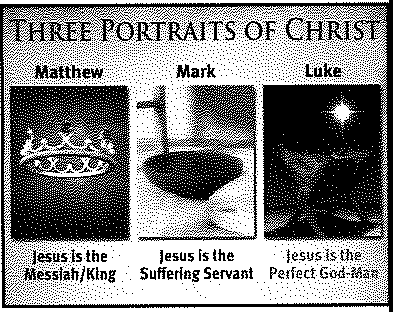 THREE PORTRAITS OF CHRIST
Matthew
Mark
Luke
Jesus is the
Messiah/King
Jesus is the
Suffering Servant
Jesus is the
Perfect God-Man